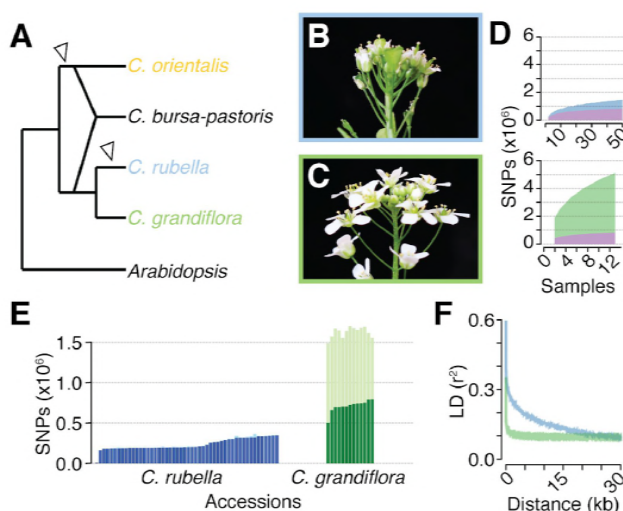 A
C. orientalis
C. bursa-pastoris
C. rubella
C. grandiflora
Arabidopsis
B
C
D
SNPs (x10⁶)
6
4
2
0
10
30
50
6
4
2
0
0
4
8
12
Samples
E
SNPs (x10⁶)
1.5
1.0
0.5
0.0
C. rubella
C. grandiflora
Accessions
F
LD (r²)
0.6
0.3
0.0
0
15
30
Distance (kb)